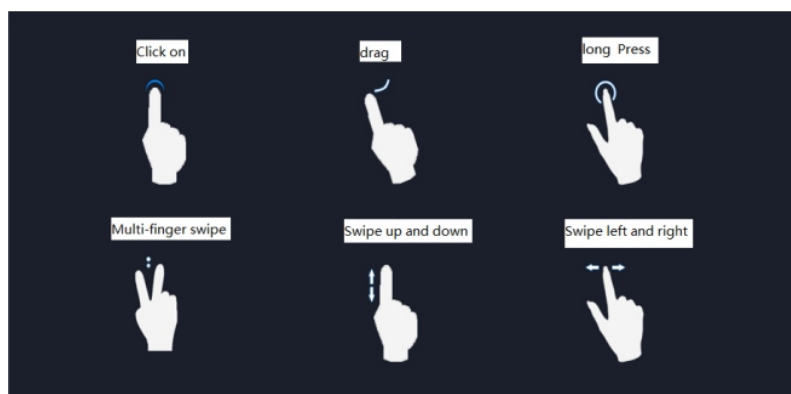 Click on
drag
long Press
Multi-finger swipe
Swipe up and down
Swipe left and right